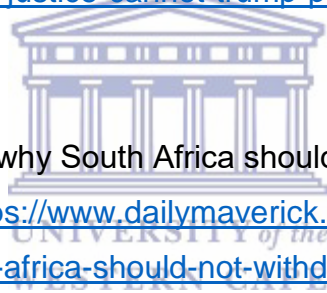 justice-cannot-trump-p
why South Africa should
ps://www.dailymaverick.
UNIVERSITY of the
-africa-should-not-withd
WESTERN CAPE